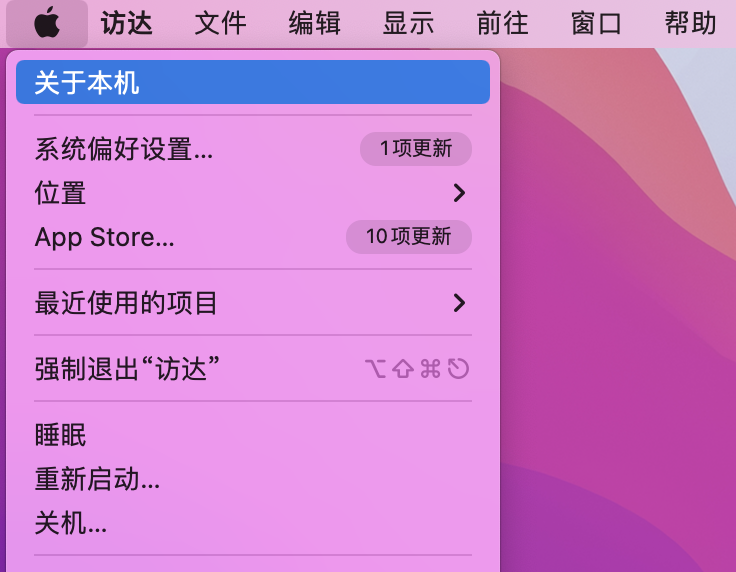 访达 文件 编辑 显示 前往 窗口 帮助
关于本机
系统偏好设置... 1项更新
位置
App Store... 10项更新
最近使用的项目
强制退出“访达” ⌥⇧⌘⎋
睡眠
重新启动...
关机...